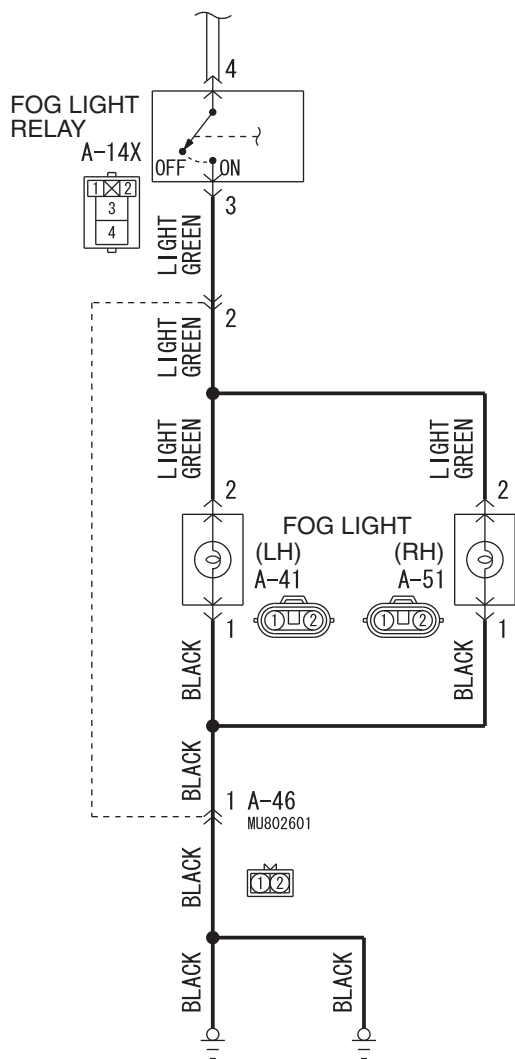 4
FOG LIGHT
RELAY
A-14X
OFF ON
1 2
3
4
3
LIGHT
GREEN
2
LIGHT
GREEN
LIGHT
GREEN
LIGHT
GREEN
2
2
FOG LIGHT
(LH)
A-41
(RH)
A-51
1 2
1 2
1
1
BLACK
BLACK
BLACK
1 A-46
MU802601
BLACK
1 2
BLACK
BLACK